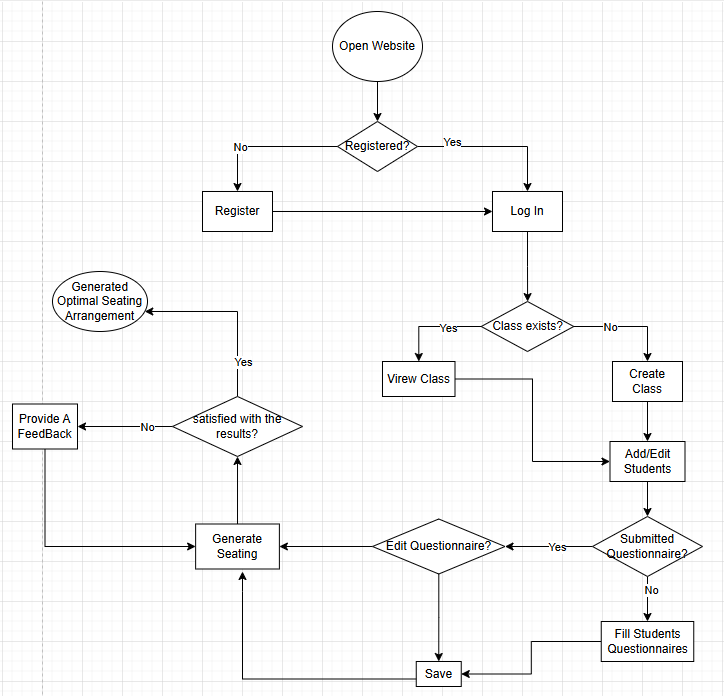 Open Website
Registered?
No
Yes
Register
Log In
Generated
Optimal Seating
Arrangement
Class exists?
Yes
No
Virew Class
Create
Class
Yes
satisfied with the
results?
No
Provide A
FeedBack
Add/Edit
Students
Generate
Seating
Edit Questionnaire?
Yes
Submitted
Questionnaire?
No
Fill Students
Questionnaires
Save